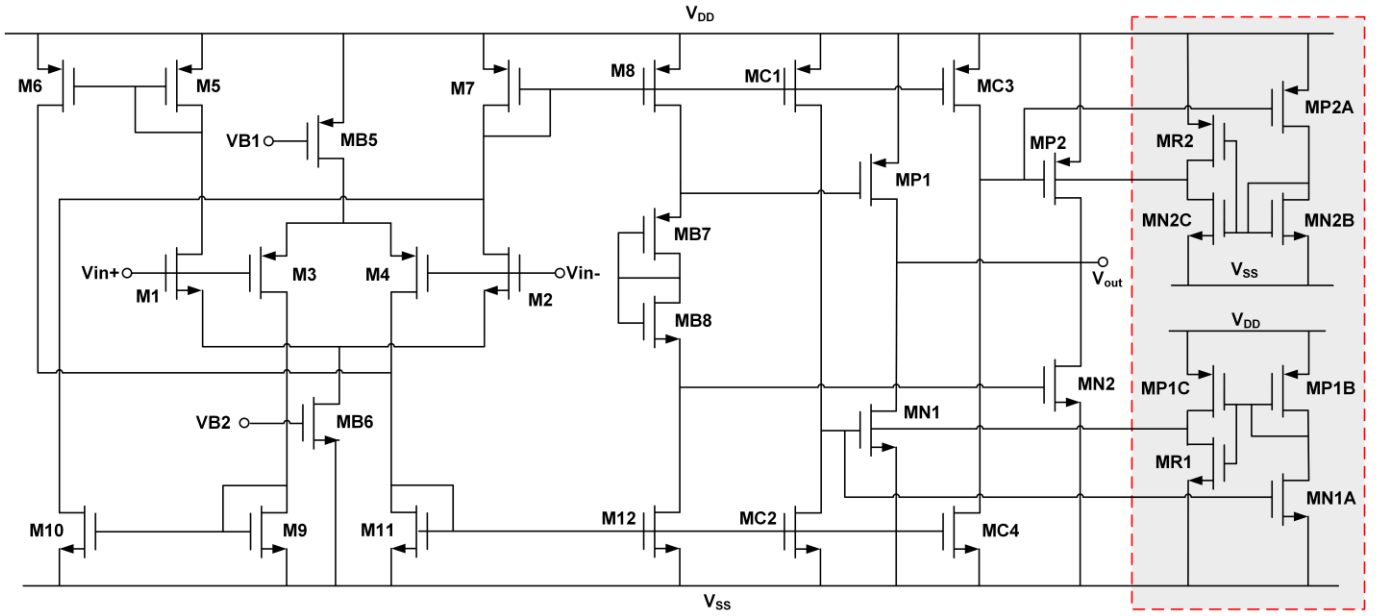 VDD
M6
M5
M7
M8
MC1
MC3
MP2A
VB1
MB5
MP2
MR2
MP1
MN2C
MN2B
MB7
Vin+
M3
M4
Vin-
Vout
VSS
M1
M2
MB8
VDD
MN2
MP1C
MP1B
VB2
MB6
MN1
MR1
MN1A
M10
M9
M11
M12
MC2
MC4
VSS